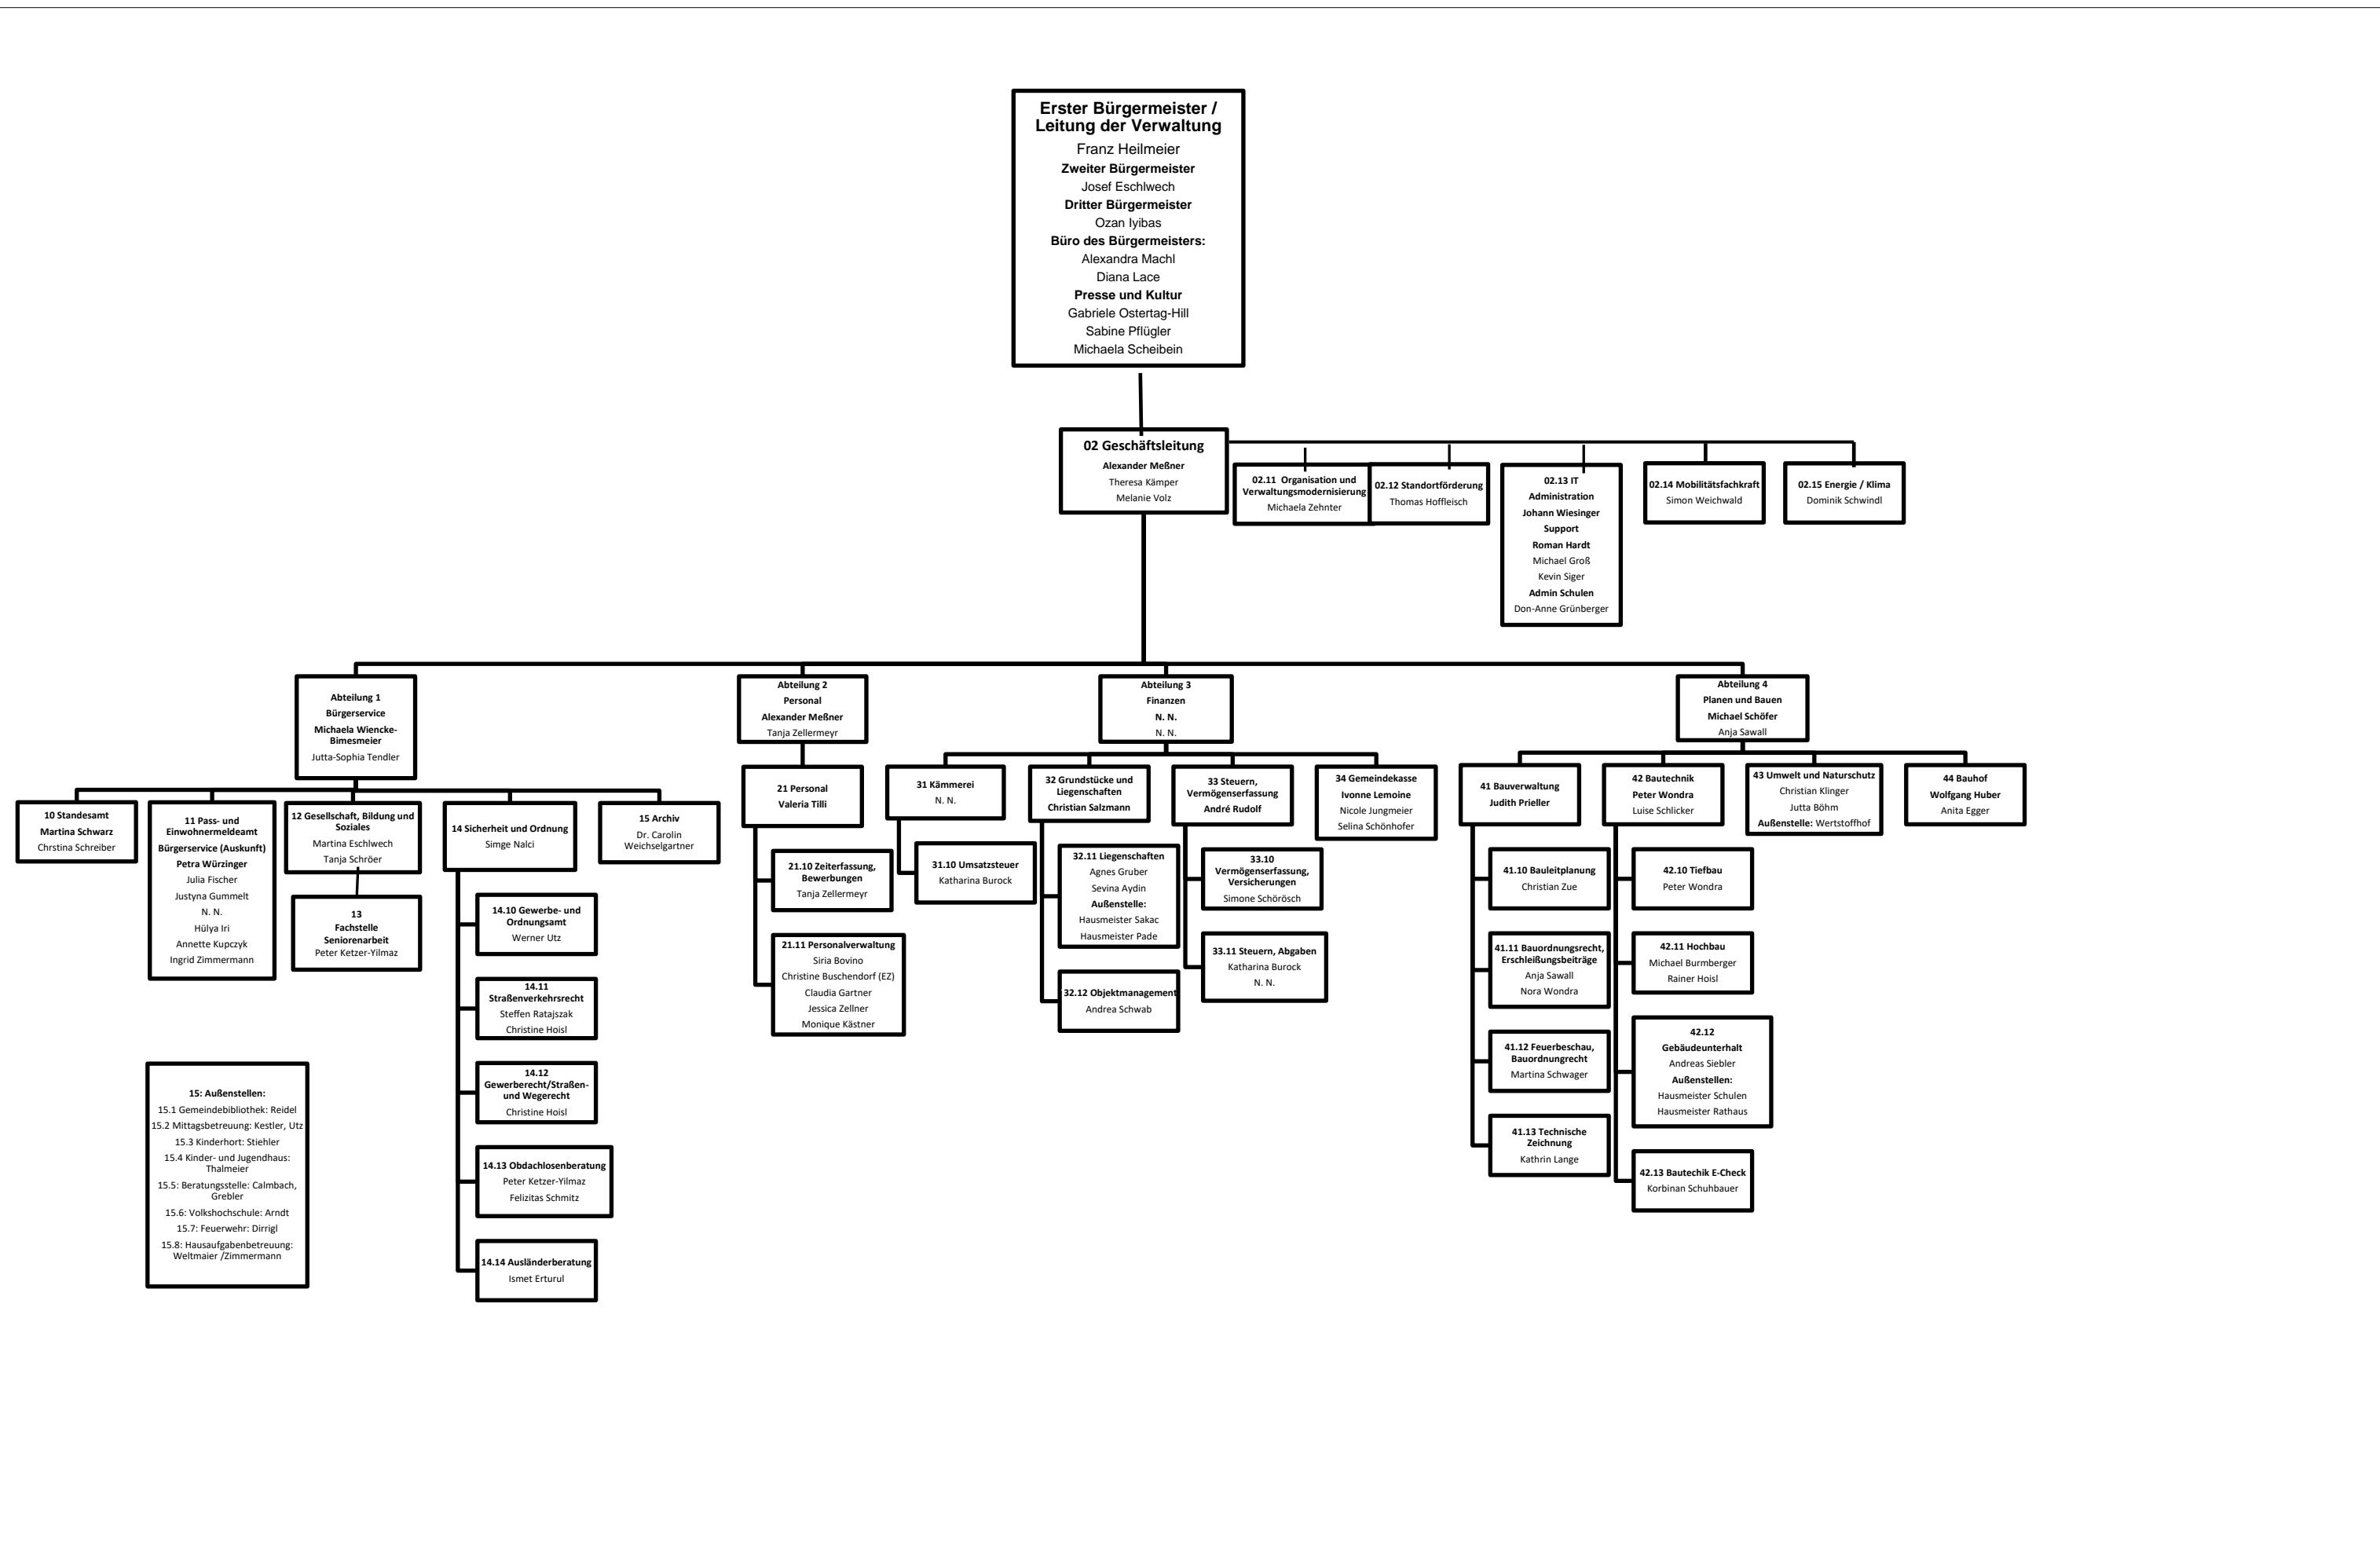 Erster Bürgermeister /
Leitung der Verwaltung
Franz Heilmeier
Zweiter Bürgermeister
Josef Eschlwech
Dritter Bürgermeister
Ozan Iyibas
Büro des Bürgermeisters:
Alexandra Machl
Diana Lace
Presse und Kultur
Gabriele Ostertag-Hill
Sabine Pflügler
Michaela Scheibein
02 Geschäftsleitung
Alexander Meßner
Theresa Kämper
Melanie Volz
02.11 Organisation und
Verwaltungsmodernisierung
Michaela Zehnter
02.12 Standortförderung
Thomas Hoffleisch
02.13 IT
Administration
Johann Wiesinger
Support
Roman Hardt
Michael Groß
Kevin Siger
Admin Schulen
Don-Anne Grünberger
02.14 Mobilitätsfachkraft
Simon Weichwald
02.15 Energie / Klima
Dominik Schwindl
Abteilung 1
Bürgerservice
Michaela Wiencke-
Bimesmeier
Jutta-Sophia Tendler
10 Standesamt
Martina Schwarz
Chrstina Schreiber
11 Pass- und
Einwohnermeldeamt
Bürgerservice (Auskunft)
Petra Würzinger
Julia Fischer
Justyna Gummelt
N. N.
Hülya Iri
Annette Kupczyk
Ingrid Zimmermann
12 Gesellschaft, Bildung und
Soziales
Martina Eschlwech
Tanja Schröer
13
Fachstelle
Seniorenarbeit
Peter Ketzer-Yilmaz
14 Sicherheit und Ordnung
Simge Nalci
14.10 Gewerbe- und
Ordnungsamt
Werner Utz
14.11
Straßenverkehrsrecht
Steffen Ratajszak
Christine Hoisl
14.12
Gewerberecht/Straßen-
und Wegerecht
Christine Hoisl
14.13 Obdachlosenberatung
Peter Ketzer-Yilmaz
Felizitas Schmitz
14.14 Ausländerberatung
Ismet Erturul
15 Archiv
Dr. Carolin
Weichselgartner
15: Außenstellen:
15.1 Gemeindebibliothek: Reidel
15.2 Mittagsbetreuung: Kestler, Utz
15.3 Kinderhort: Stiehler
15.4 Kinder- und Jugendhaus:
Thalmeier
15.5: Beratungsstelle: Calmbach,
Grebler
15.6: Volkshochschule: Arndt
15.7: Feuerwehr: Dirrigl
15.8: Hausaufgabenbetreuung:
Weltmaier /Zimmermann
Abteilung 2
Personal
Alexander Meßner
Tanja Zellermeyr
21 Personal
Valeria Tilli
21.10 Zeiterfassung,
Bewerbungen
Tanja Zellermeyr
21.11 Personalverwaltung
Siria Bovino
Christine Buschendorf (EZ)
Claudia Gartner
Jessica Zellner
Monique Kästner
Abteilung 3
Finanzen
N. N.
N. N.
31 Kämmerei
N. N.
31.10 Umsatzsteuer
Katharina Burock
32 Grundstücke und
Liegenschaften
Christian Salzmann
32.11 Liegenschaften
Agnes Gruber
Sevina Aydin
Außenstelle:
Hausmeister Sakac
Hausmeister Pade
32.12 Objektmanagement
Andrea Schwab
33 Steuern,
Vermögenserfassung
André Rudolf
33.10
Vermögenserfassung,
Versicherungen
Simone Schörösch
33.11 Steuern, Abgaben
Katharina Burock
N. N.
34 Gemeindekasse
Ivonne Lemoine
Nicole Jungmeier
Selina Schönhofer
Abteilung 4
Planen und Bauen
Michael Schöfer
Anja Sawall
41 Bauverwaltung
Judith Prieller
41.10 Bauleitplanung
Christian Zue
41.11 Bauordnungsrecht,
Erschleißungsbeiträge
Anja Sawall
Nora Wondra
41.12 Feuerbeschau,
Bauordnungrecht
Martina Schwager
41.13 Technische
Zeichnung
Kathrin Lange
42 Bautechnik
Peter Wondra
Luise Schlicker
42.10 Tiefbau
Peter Wondra
42.11 Hochbau
Michael Burmberger
Rainer Hoisl
42.12
Gebäudeunterhalt
Andreas Siebler
Außenstellen:
Hausmeister Schulen
Hausmeister Rathaus
42.13 Bautechik E-Check
Korbinan Schuhbauer
43 Umwelt und Naturschutz
Christian Klinger
Jutta Böhm
Außenstelle: Wertstoffhof
44 Bauhof
Wolfgang Huber
Anita Egger